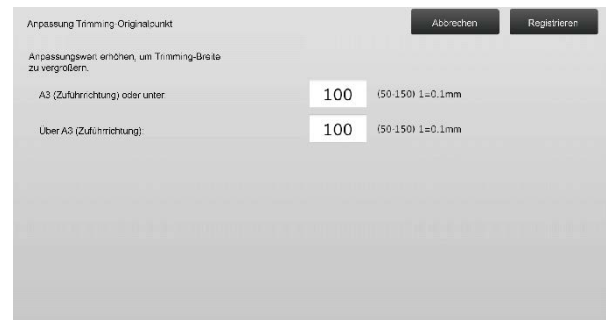 Anpassung Trimming-Originalpunkt
Abbrechen
Registrieren
Anpassungswert erhöhen, um Trimming-Breite
zu vergrößern.
A3 (Zuführrichtung) oder unter:
100
(50-150) 1=0.1mm
Über A3 (Zuführrichtung):
100
(50-150) 1=0.1mm